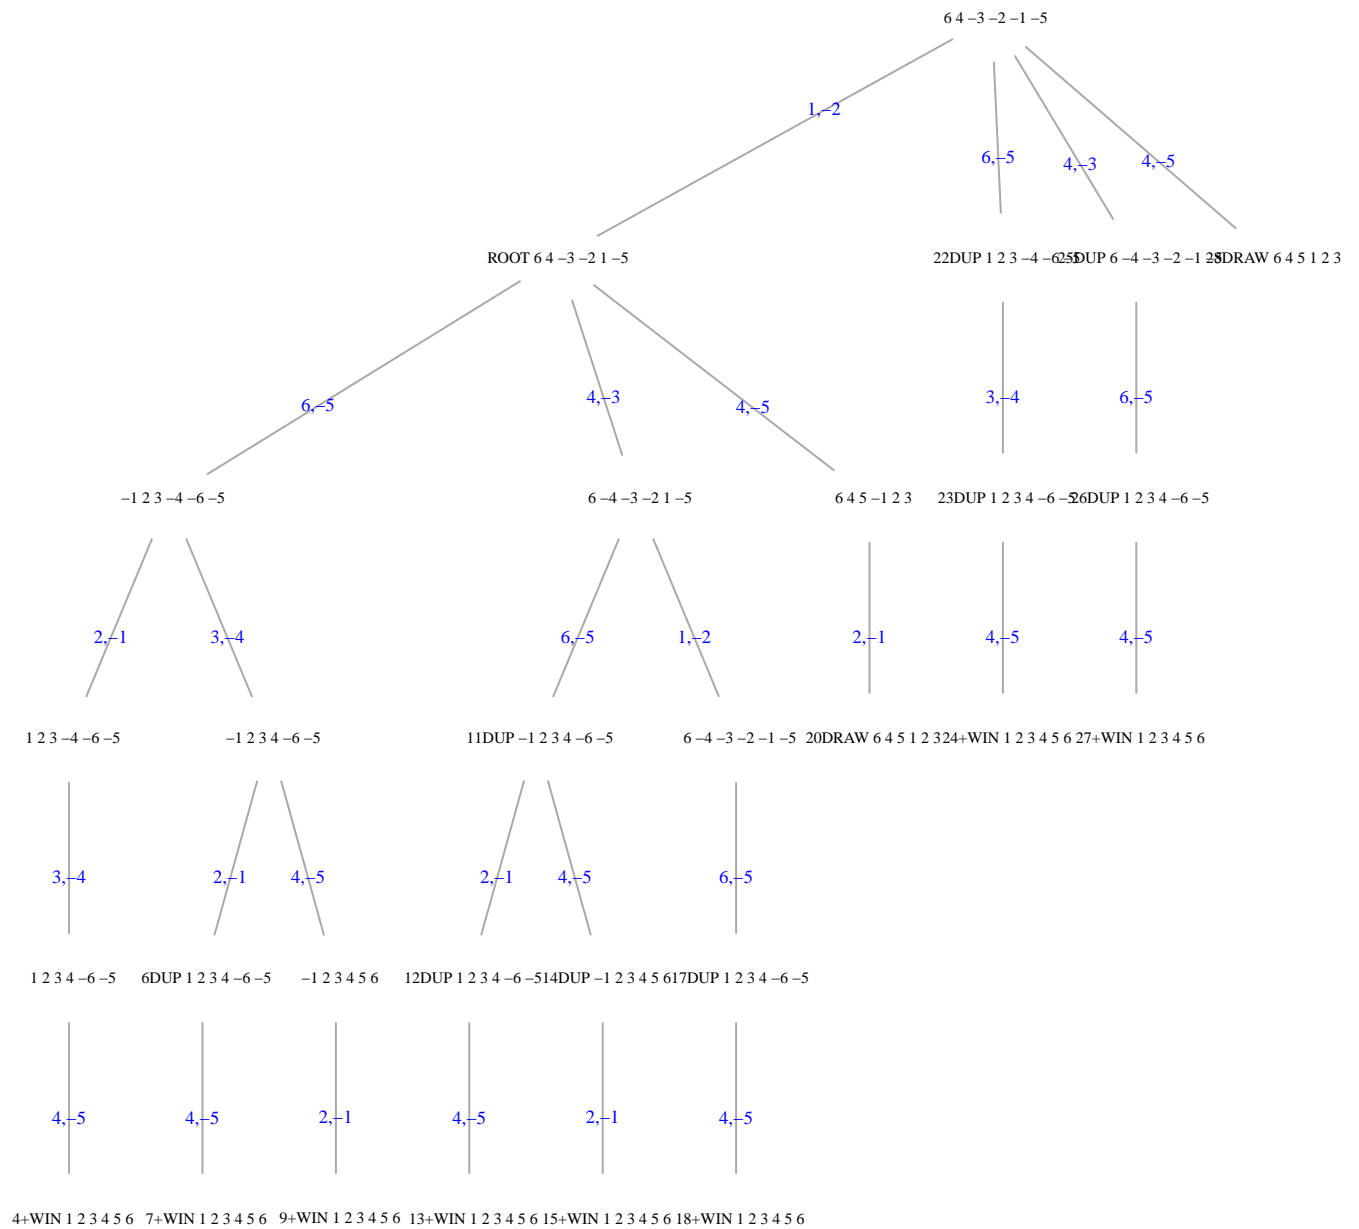 6 4 −3 −2 −1 −5
1,−2
6,−5
4,−3
4,−5
ROOT 6 4 −3 −2 1 −5
22DUP 1 2 3 −4 −6 −5
25DUP 6 −4 −3 −2 −1 −5
28DRAW 6 4 5 1 2 3
6,−5
4,−3
4,−5
3,−4
6,−5
−1 2 3 −4 −6 −5
6 −4 −3 −2 1 −5
6 4 5 −1 2 3
23DUP 1 2 3 4 −6 −5
26DUP 1 2 3 4 −6 −5
2,−1
3,−4
6,−5
1,−2
2,−1
4,−5
4,−5
1 2 3 −4 −6 −5
−1 2 3 4 −6 −5
11DUP −1 2 3 4 −6 −5
6 −4 −3 −2 −1 −5
20DRAW 6 4 5 1 2 3
24+WIN 1 2 3 4 5 6
27+WIN 1 2 3 4 5 6
3,−4
2,−1
4,−5
2,−1
4,−5
6,−5
1 2 3 4 −6 −5
6DUP 1 2 3 4 −6 −5
−1 2 3 4 5 6
12DUP 1 2 3 4 −6 −5
14DUP −1 2 3 4 5 6
17DUP 1 2 3 4 −6 −5
4,−5
4,−5
2,−1
4,−5
2,−1
4,−5
4+WIN 1 2 3 4 5 6
7+WIN 1 2 3 4 5 6
9+WIN 1 2 3 4 5 6
13+WIN 1 2 3 4 5 6
15+WIN 1 2 3 4 5 6
18+WIN 1 2 3 4 5 6